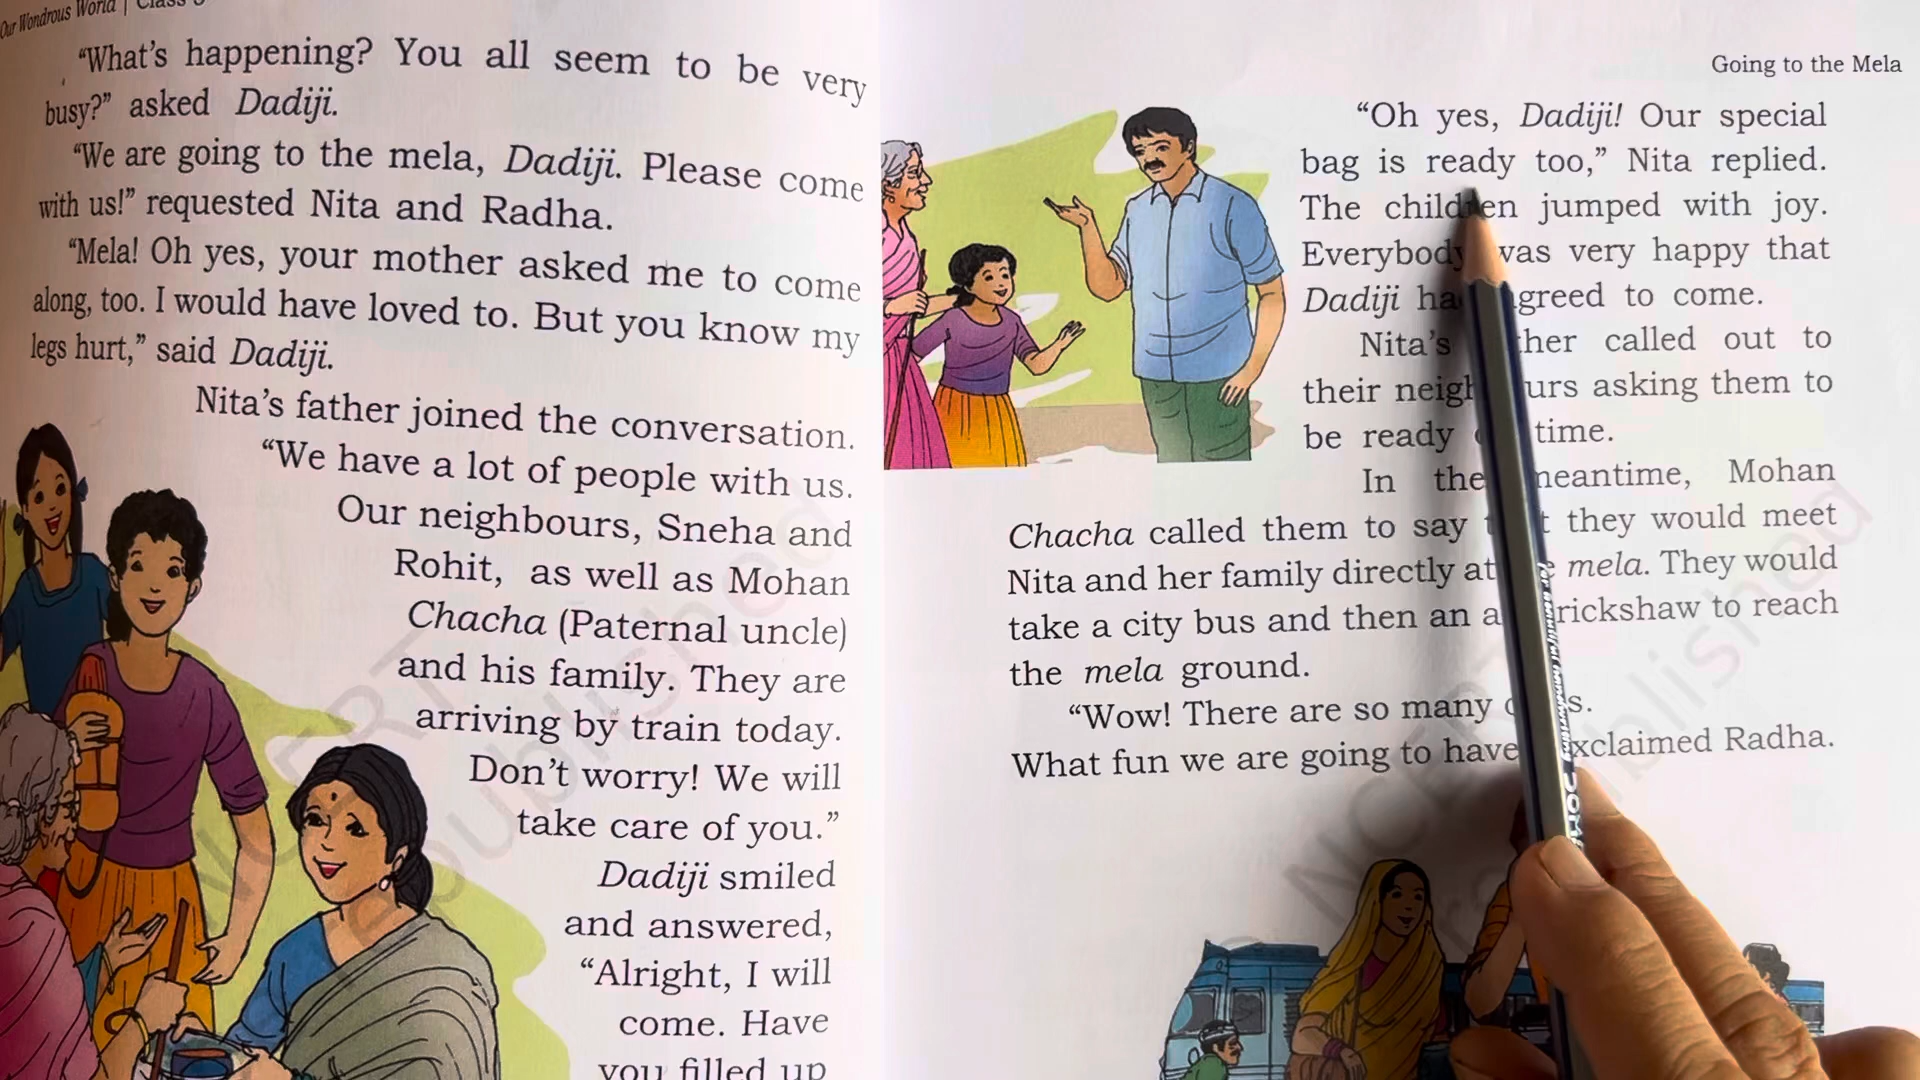 Our Wondrous World | Class 3
“What’s happening? You all seem to be very
busy?” asked Dadiji.
“We are going to the mela, Dadiji. Please come
with us!” requested Nita and Radha.
“Mela! Oh yes, your mother asked me to come
along, too. I would have loved to. But you know my
legs hurt,” said Dadiji.
Nita’s father joined the conversation.
“We have a lot of people with us.
Our neighbours, Sneha and
Rohit, as well as Mohan
Chacha (Paternal uncle)
and his family. They are
arriving by train today.
Don’t worry! We will
take care of you.”
Dadiji smiled
and answered,
“Alright, I will
come. Have
you filled up
Going to the Mela
“Oh yes, Dadiji! Our special
bag is ready too,” Nita replied.
The children jumped with joy.
Everybody was very happy that
Dadiji had agreed to come.
Nita’s called out to
their neighbours asking them to
be ready on time.
In the meantime, Mohan
Chacha called them to say that they would meet
Nita and her family directly at the mela. They would
take a city bus and then an auto rickshaw to reach
the mela ground.
“Wow! There are so many of us.
What fun we are going to have exclaimed Radha.
NCERT
NCERT